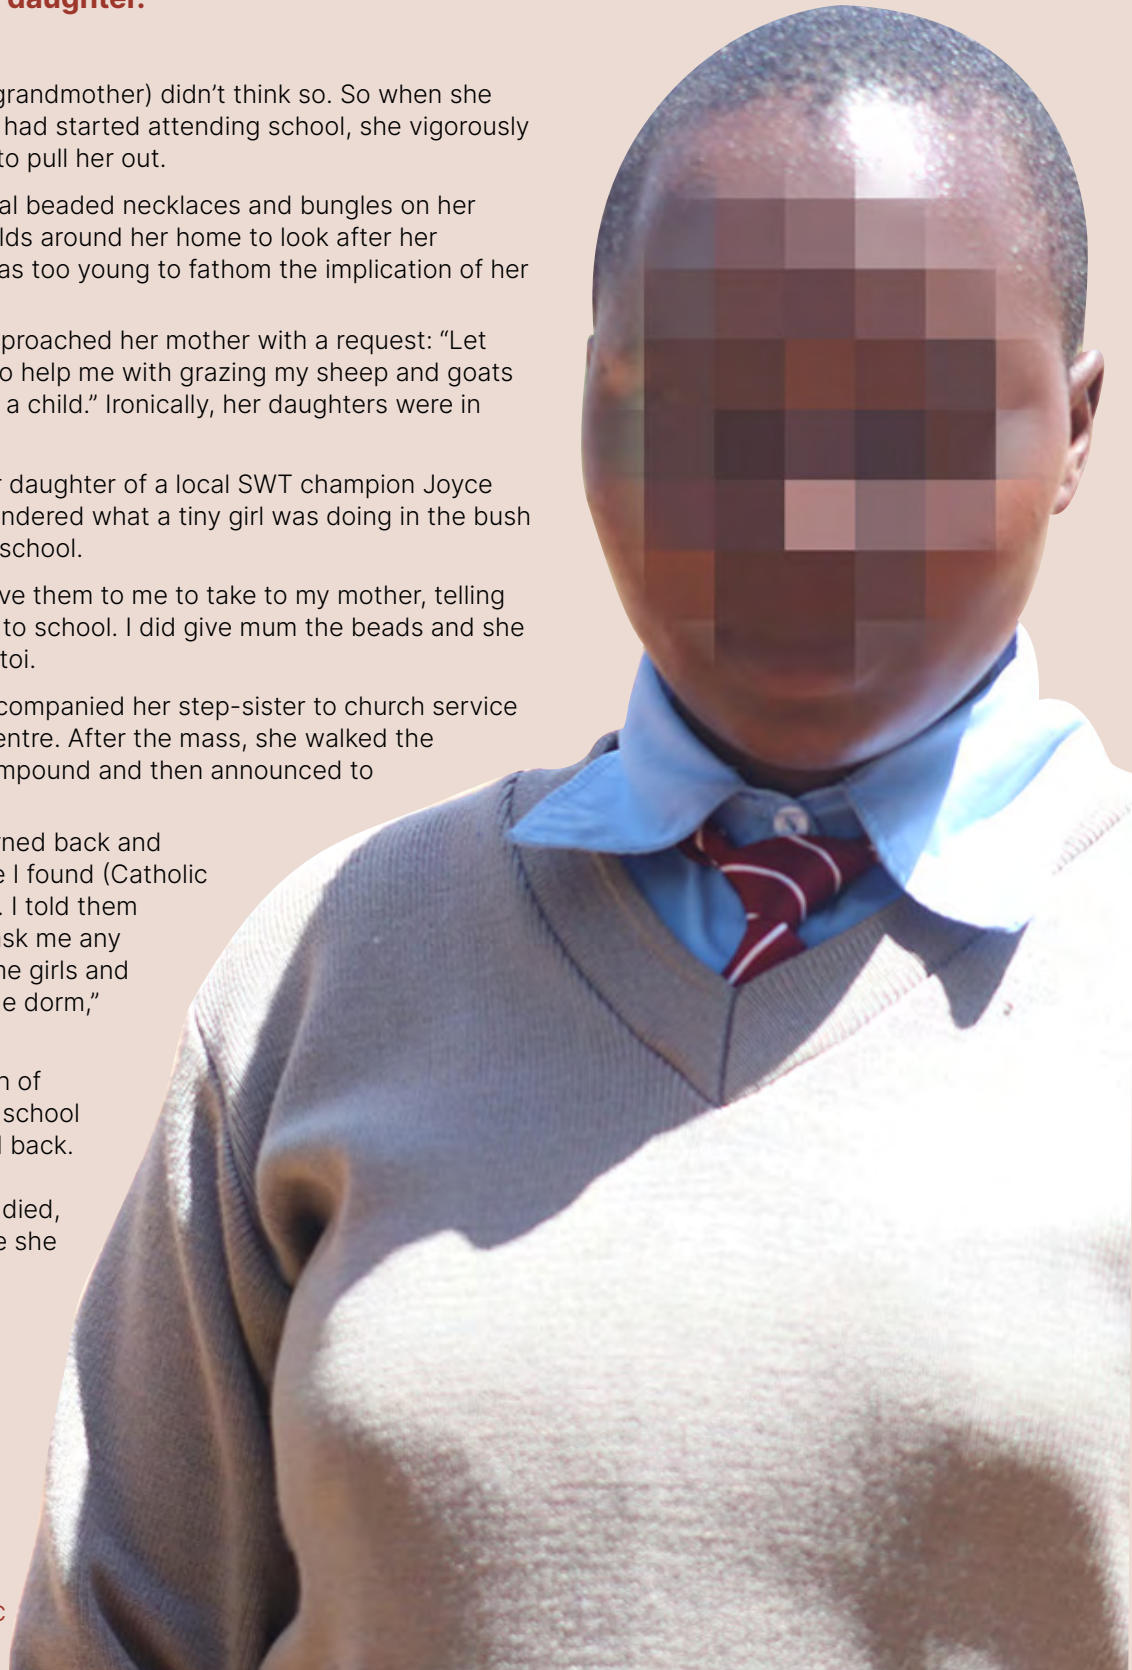 daughter.
grandmother) didn’t think so. So when she
had started attending school, she vigorously
to pull her out.
al beaded necklaces and bungles on her
lds around her home to look after her
as too young to fathom the implication of her
proached her mother with a request: “Let
o help me with grazing my sheep and goats
a child.” Ironically, her daughters were in
r daughter of a local SWT champion Joyce
ndered what a tiny girl was doing in the bush
school.
ve them to me to take to my mother, telling
to school. I did give mum the beads and she
toi.
companied her step-sister to church service
entre. After the mass, she walked the
mpound and then announced to
rned back and
e I found (Catholic
. I told them
ask me any
ne girls and
e dorm,”
n of
school
l back.
died,
e she
c